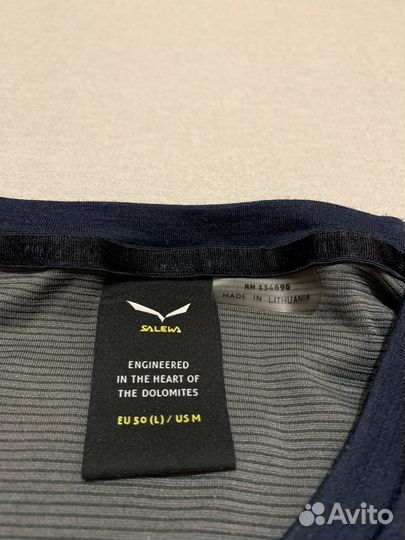 RN 134696
MADE IN LITHUANIA
SALEWA
ENGINEERED
IN THE HEART OF
THE DOLOMITES
EU 50 (L) / US M
Avito